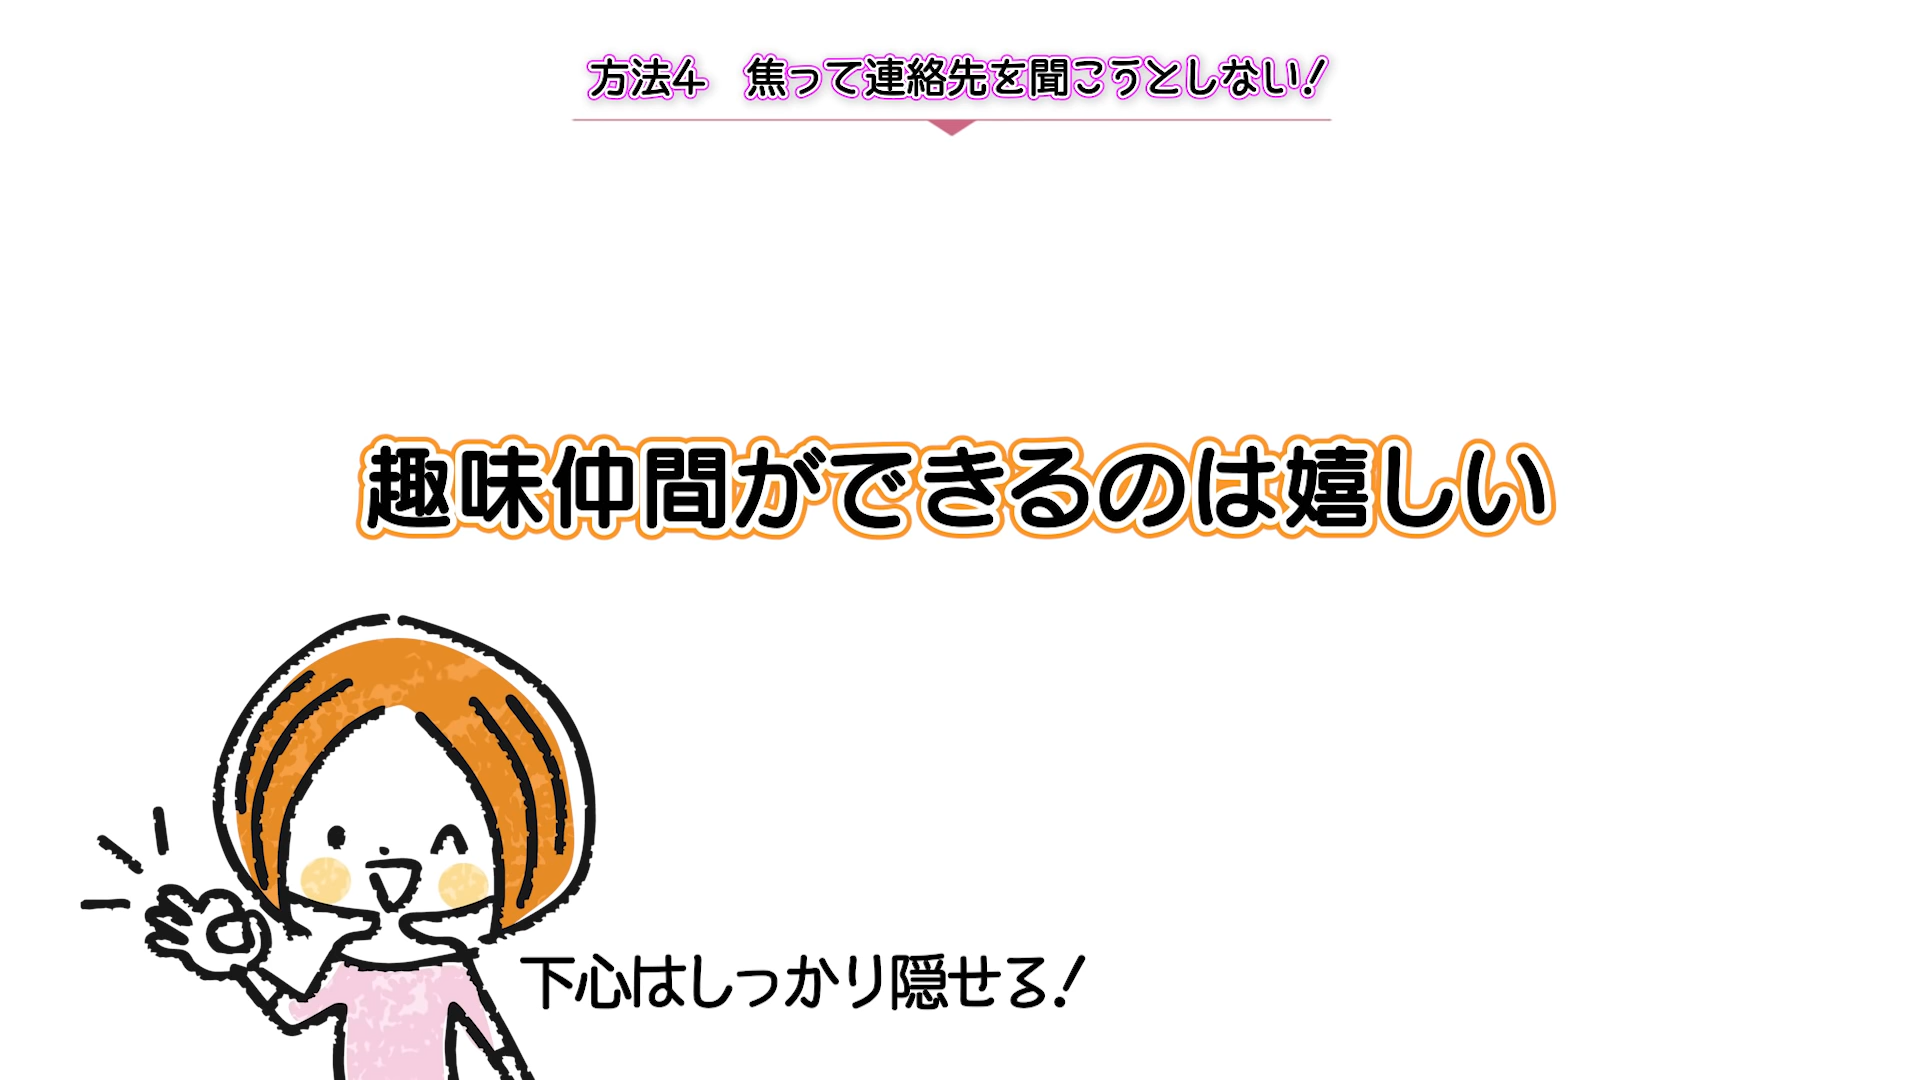 方法4　焦って連絡先を聞こうとしない!
趣味仲間ができるのは嬉しい
下心はしっかり隠せる!